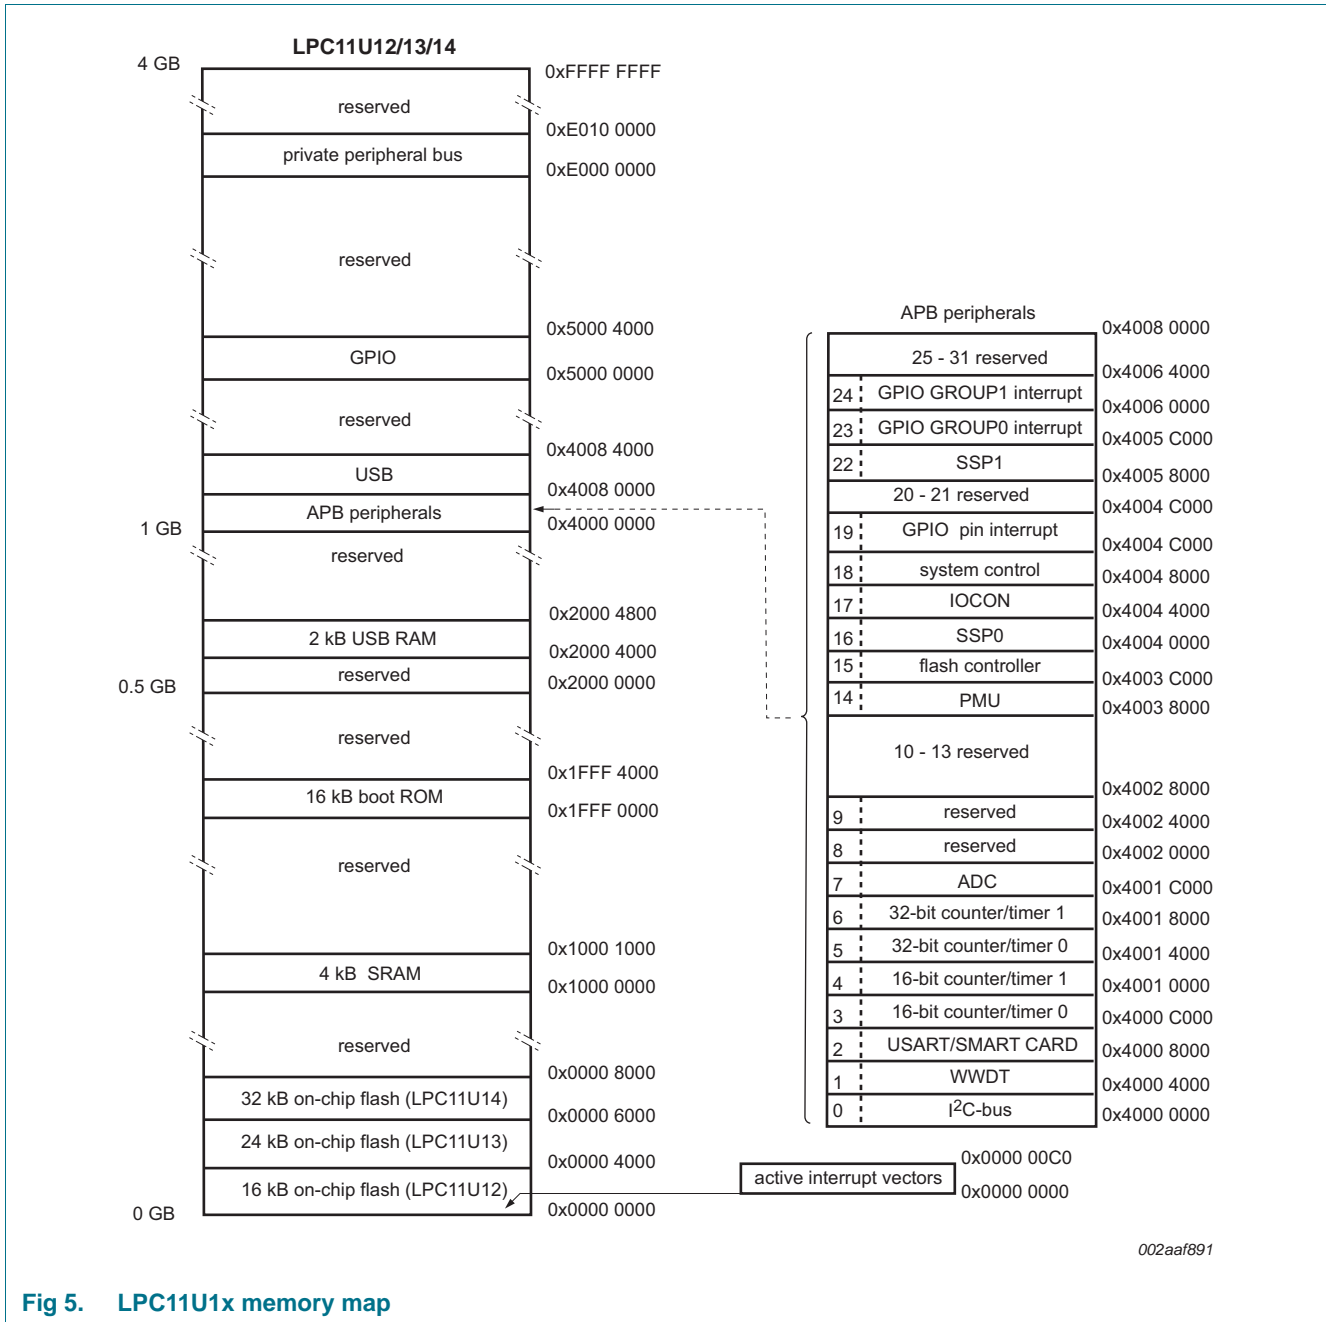 LPC11U12/13/14
4 GB
0xFFFF FFFF
reserved
0xE010 0000
private peripheral bus
0xE000 0000
reserved
0x5000 4000
GPIO
0x5000 0000
reserved
0x4008 4000
USB
0x4008 0000
APB peripherals
0x4000 0000
1 GB
reserved
0x2000 4800
2 kB USB RAM
0x2000 4000
reserved
0x2000 0000
0.5 GB
reserved
0x1FFF 4000
16 kB boot ROM
0x1FFF 0000
reserved
0x1000 1000
4 kB SRAM
0x1000 0000
reserved
0x0000 8000
32 kB on-chip flash (LPC11U14)
0x0000 6000
24 kB on-chip flash (LPC11U13)
0x0000 4000
16 kB on-chip flash (LPC11U12)
0x0000 0000
0 GB
APB peripherals
0x4008 0000
25 - 31 reserved
0x4006 4000
24 GPIO GROUP1 interrupt
0x4006 0000
23 GPIO GROUP0 interrupt
0x4005 C000
22 SSP1
0x4005 8000
20 - 21 reserved
0x4004 C000
19 GPIO pin interrupt
0x4004 C000
18 system control
0x4004 8000
17 IOCON
0x4004 4000
16 SSP0
0x4004 0000
15 flash controller
0x4003 C000
14 PMU
0x4003 8000
10 - 13 reserved
0x4002 8000
9 reserved
0x4002 4000
8 reserved
0x4002 0000
7 ADC
0x4001 C000
6 32-bit counter/timer 1
0x4001 8000
5 32-bit counter/timer 0
0x4001 4000
4 16-bit counter/timer 1
0x4001 0000
3 16-bit counter/timer 0
0x4000 C000
2 USART/SMART CARD
0x4000 8000
1 WWDT
0x4000 4000
0 I2C-bus
0x4000 0000
0x0000 00C0
active interrupt vectors
0x0000 0000
002aaf891
Fig 5. LPC11U1x memory map